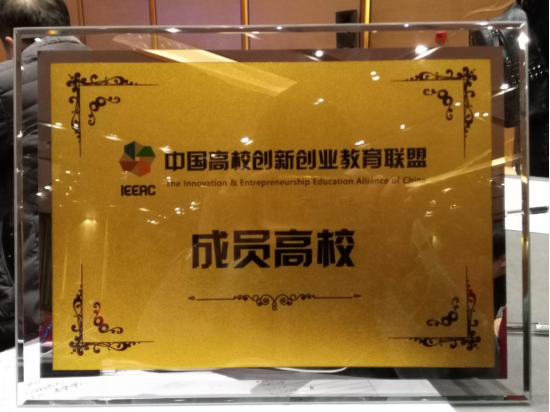 中国高校创新创业教育联盟
IEEAC
The Innovation & Entrepreneurship Education Alliance of China
成员高校